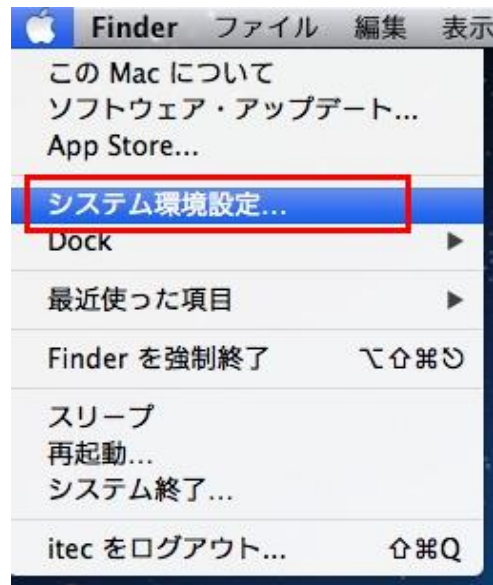 Finder ファイル 編集 表示
この Mac について
ソフトウェア・アップデート...
App Store...
システム環境設定...
Dock ▶
最近使った項目 ▶
Finder を強制終了 ⌥⇧⌘⎋
スリープ
再起動...
システム終了...
itec をログアウト... ⇧⌘Q